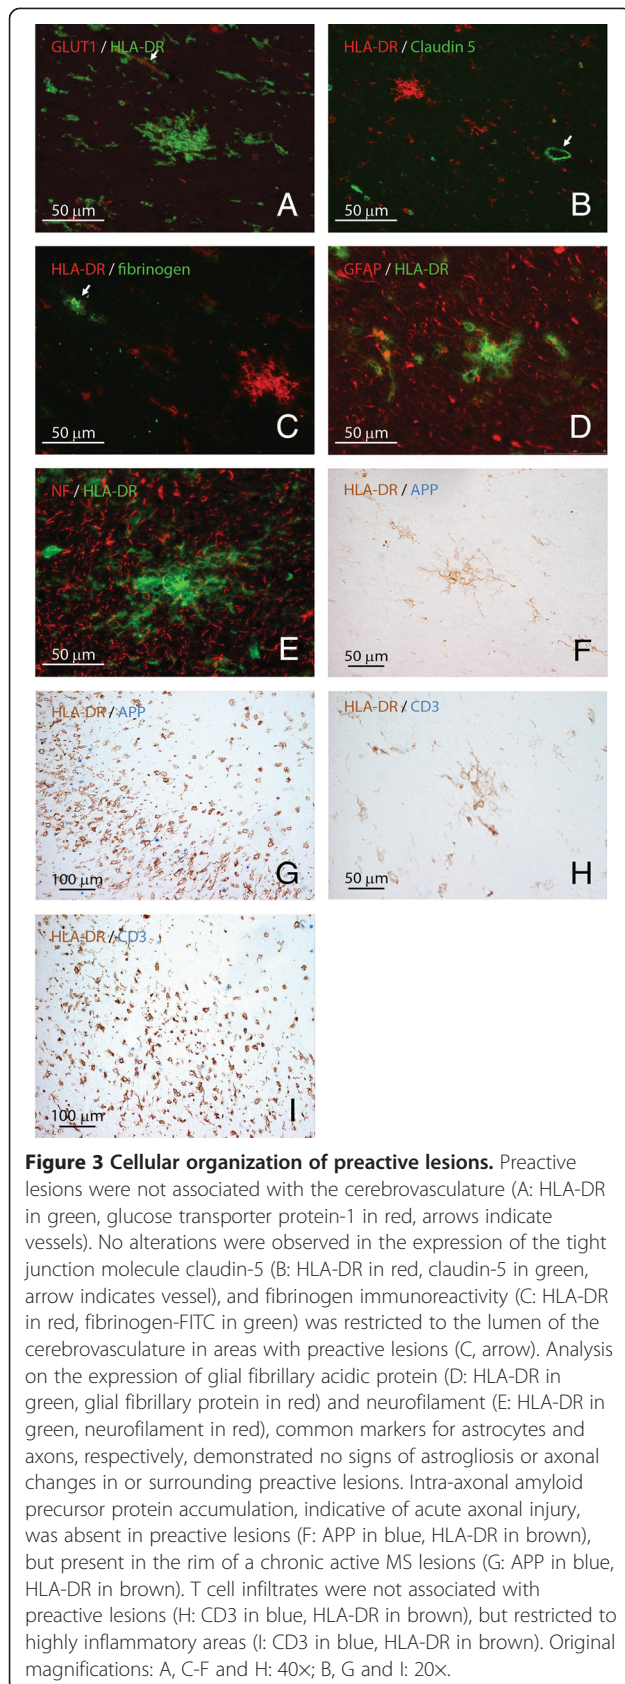 GLUT1 / HLA-DR
50 µm
A
HLA-DR / Claudin 5
50 µm
B
HLA-DR / fibrinogen
50 µm
C
GFAP / HLA-DR
50 µm
D
NF / HLA-DR
50 µm
E
HLA-DR / APP
50 µm
F
HLA-DR / APP
100 µm
G
HLA-DR / CD3
50 µm
H
HLA-DR / CD3
100 µm
I
Figure 3 Cellular organization of preactive lesions. Preactive
lesions were not associated with the cerebrovasculature (A: HLA-DR
in green, glucose transporter protein-1 in red, arrows indicate
vessels). No alterations were observed in the expression of the tight
junction molecule claudin-5 (B: HLA-DR in red, claudin-5 in green,
arrow indicates vessel), and fibrinogen immunoreactivity (C: HLA-DR
in red, fibrinogen-FITC in green) was restricted to the lumen of the
cerebrovasculature in areas with preactive lesions (C, arrow). Analysis
on the expression of glial fibrillary acidic protein (D: HLA-DR in
green, glial fibrillary protein in red) and neurofilament (E: HLA-DR in
green, neurofilament in red), common markers for astrocytes and
axons, respectively, demonstrated no signs of astrogliosis or axonal
changes in or surrounding preactive lesions. Intra-axonal amyloid
precursor protein accumulation, indicative of acute axonal injury,
was absent in preactive lesions (F: APP in blue, HLA-DR in brown),
but present in the rim of a chronic active MS lesions (G: APP in blue,
HLA-DR in brown). T cell infiltrates were not associated with
preactive lesions (H: CD3 in blue, HLA-DR in brown), but restricted to
highly inflammatory areas (I: CD3 in blue, HLA-DR in brown). Original
magnifications: A, C-F and H: 40×; B, G and I: 20×.